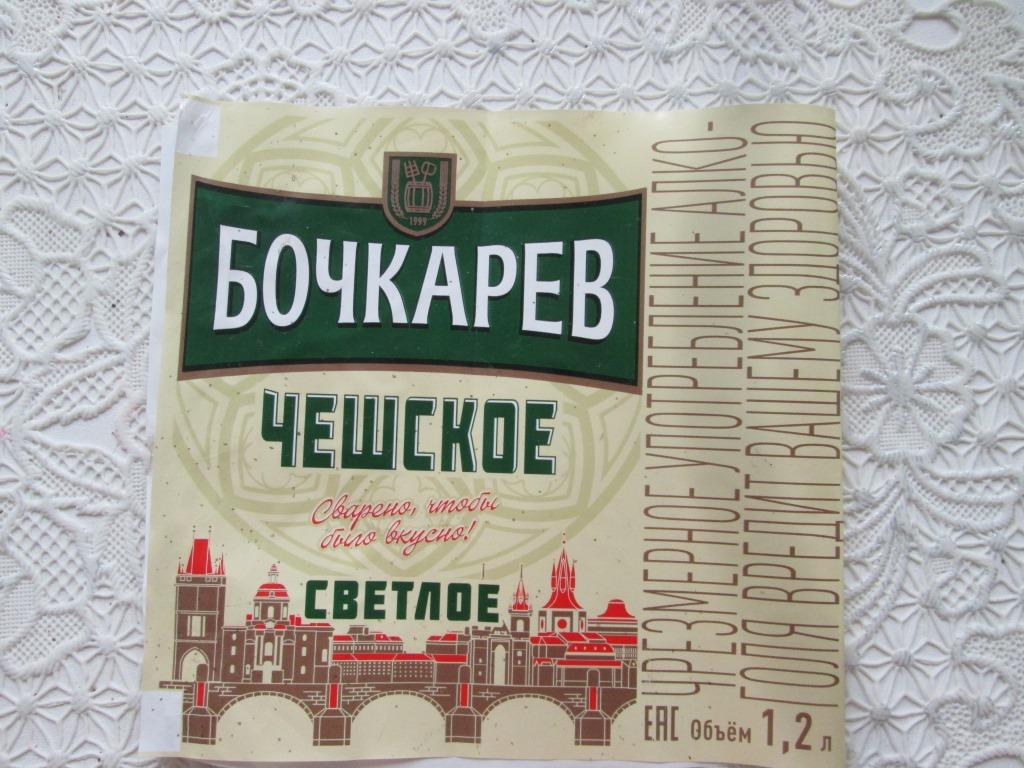 1999
БОЧКАРЕВ
ЧЕШСКОЕ
Сварено, чтобы
было вкусно!
СВЕТЛОЕ
ЧРЕЗМЕРНОЕ УПОТРЕБЛЕНИЕ АЛКО-
ГОЛЯ ВРЕДИТ ВАШЕМУ ЗДОРОВЬЮ
ЕАС Объём 1,2 л